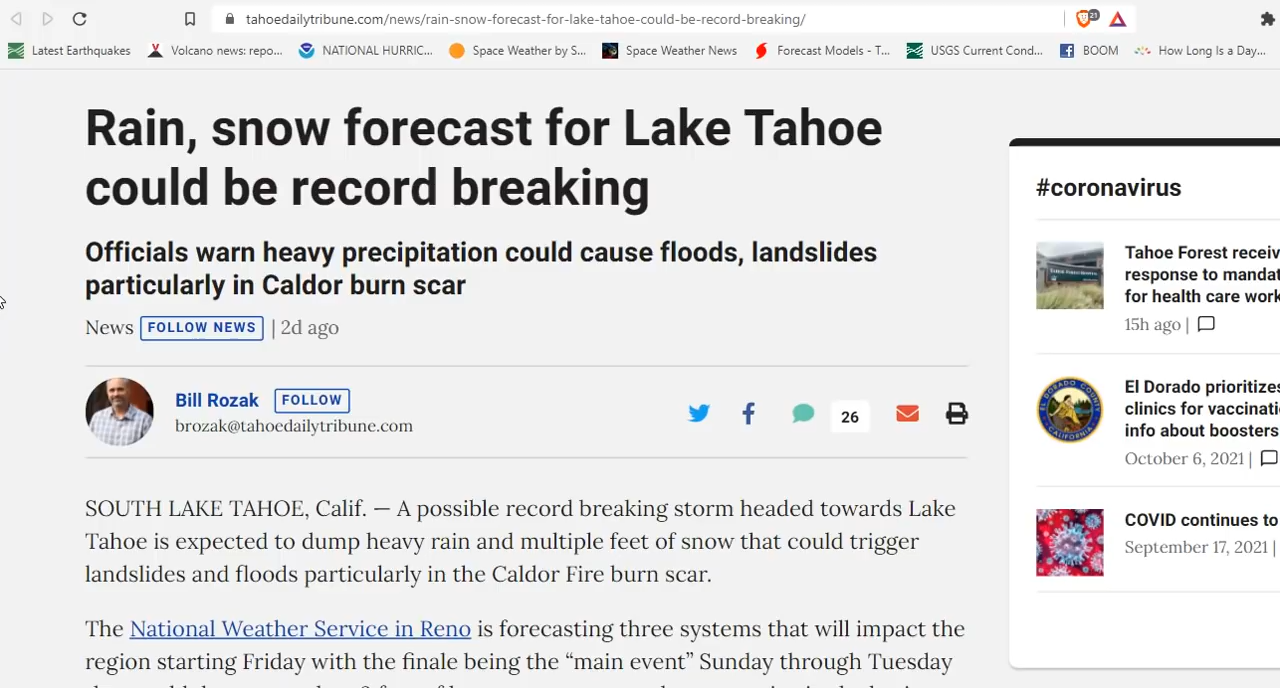 tahoedailytribune.com/news/rain-snow-forecast-for-lake-tahoe-could-be-record-breaking/
21
Latest Earthquakes
Volcano news: repo...
NATIONAL HURRIC...
Space Weather by S...
Space Weather News
Forecast Models - T...
USGS Current Cond...
BOOM
How Long Is a Day...
Rain, snow forecast for Lake Tahoe
could be record breaking
Officials warn heavy precipitation could cause floods, landslides
particularly in Caldor burn scar
News FOLLOW NEWS | 2d ago
Bill Rozak FOLLOW
brozak@tahoedailytribune.com
26
SOUTH LAKE TAHOE, Calif. — A possible record breaking storm headed towards Lake
Tahoe is expected to dump heavy rain and multiple feet of snow that could trigger
landslides and floods particularly in the Caldor Fire burn scar.
The National Weather Service in Reno is forecasting three systems that will impact the
region starting Friday with the finale being the “main event” Sunday through Tuesday
#coronavirus
Tahoe Forest receiv
response to mandat
for health care work
15h ago |
El Dorado prioritizes
clinics for vaccinati
info about boosters
October 6, 2021 |
COVID continues to
September 17, 2021 |